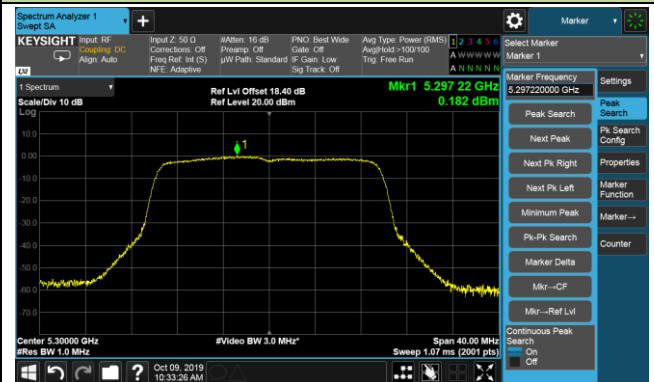 Spectrum Analyzer 1
Swept SA
+
Marker
KEYSIGHT
Input: RF
Coupling: DC
Align: Auto
Input Z: 50 Ω
Corrections: Off
Freq Ref: Int (S)
NFE: Adaptive
#Atten: 16 dB
Preamp: Off
µW Path: Standard
PNO: Best Wide
Gate: Off
IF Gain: Low
Sig Track: Off
Avg Type: Power (RMS)
Avg|Hold:>100/100
Trig: Free Run
1 2 3 4 5 6
A W W W W W
A N N N N N
LXI
Select Marker
Marker 1
1 Spectrum
Scale/Div 10 dB
Log
Ref Lvl Offset 18.40 dB
Ref Level 20.00 dBm
Mkr1 5.297 22 GHz
0.182 dBm
10.0
0.00
-10.0
-20.0
-30.0
-40.0
-50.0
-60.0
-70.0
1
Center 5.30000 GHz
#Res BW 1.0 MHz
#Video BW 3.0 MHz*
Span 40.00 MHz
Sweep 1.07 ms (2001 pts)
Marker Frequency
5.297220000 GHz
Peak Search
Next Peak
Next Pk Right
Next Pk Left
Minimum Peak
Pk-Pk Search
Marker Delta
Mkr→CF
Mkr→Ref Lvl
Continuous Peak
Search
On
Off
Settings
Peak
Search
Pk Search
Config
Properties
Marker
Function
Marker→
Counter
?
Oct 09, 2019
10:33:26 AM